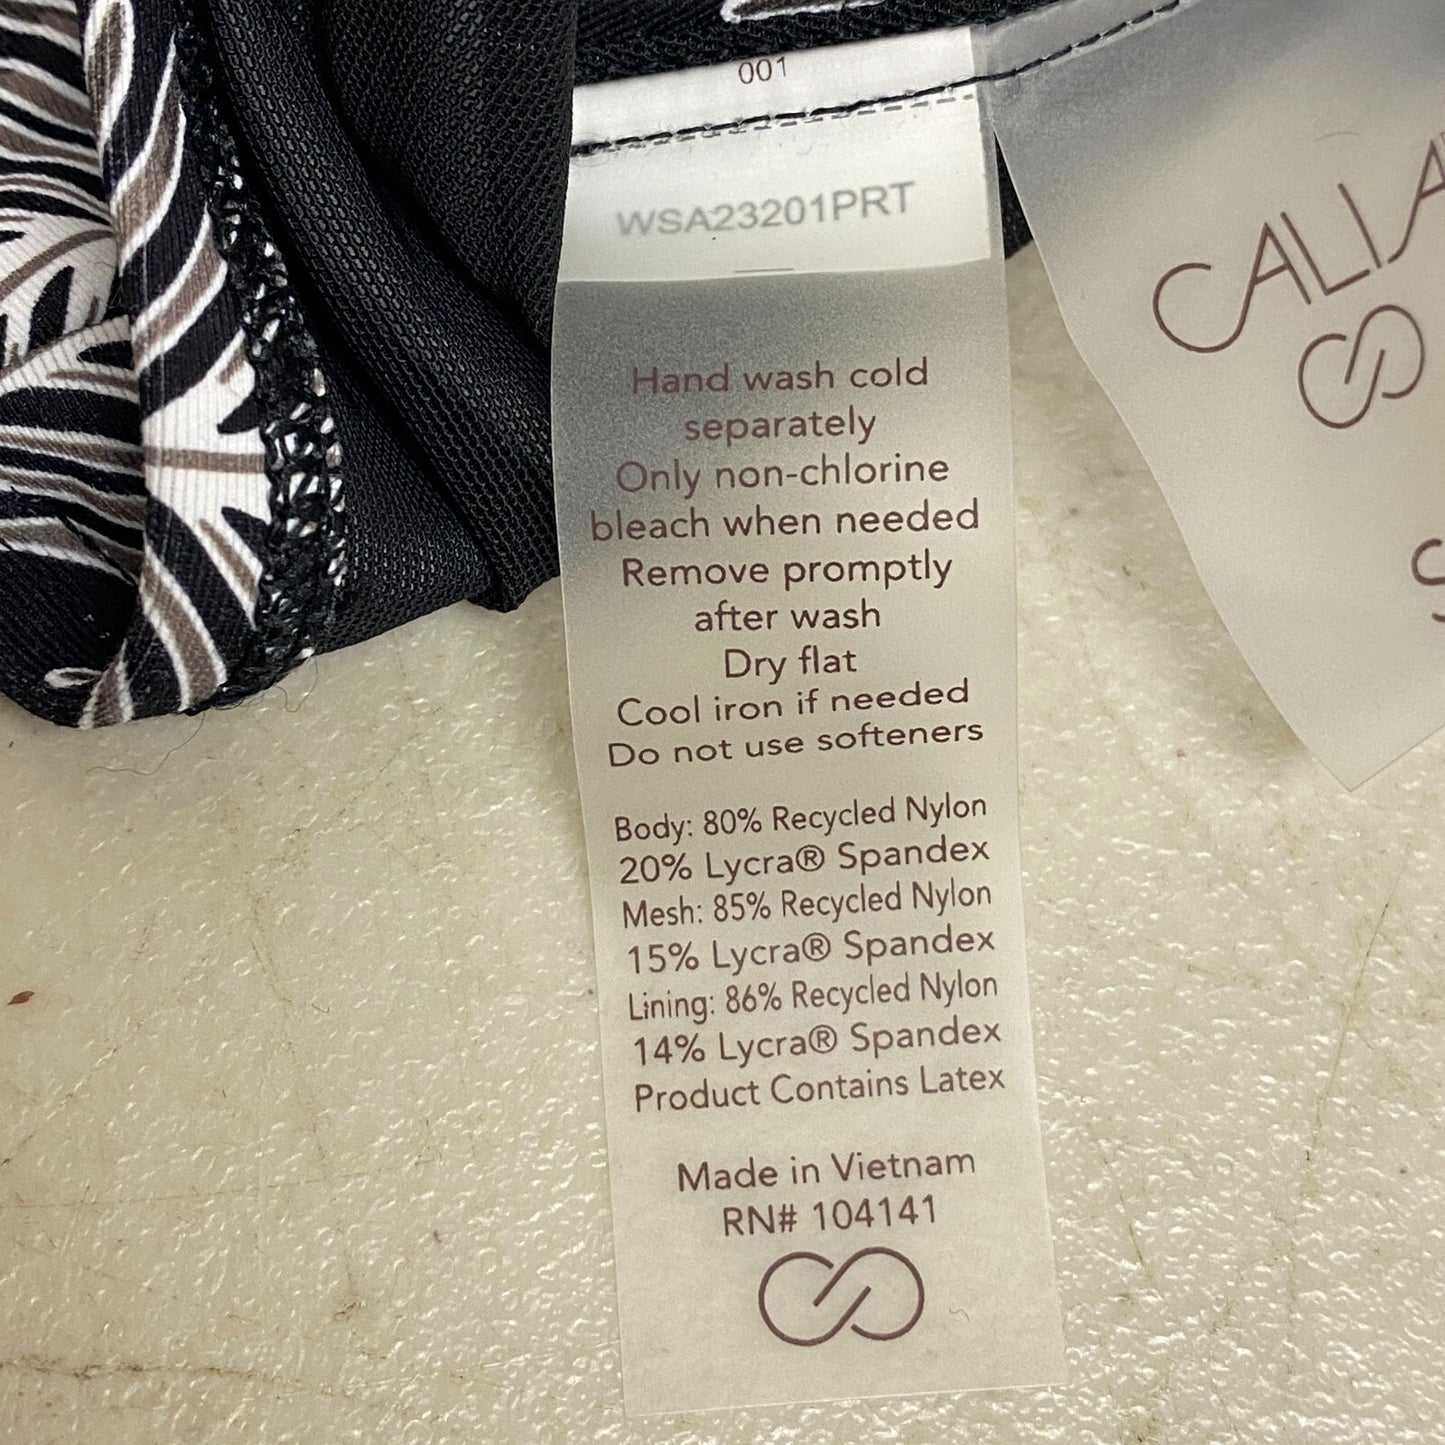 001
WSA23201PRT
Hand wash cold
separately
Only non-chlorine
bleach when needed
Remove promptly
after wash
Dry flat
Cool iron if needed
Do not use softeners
Body: 80% Recycled Nylon
20% Lycra® Spandex
Mesh: 85% Recycled Nylon
15% Lycra® Spandex
Lining: 86% Recycled Nylon
14% Lycra® Spandex
Product Contains Latex
Made in Vietnam
RN# 104141
CALIA
S